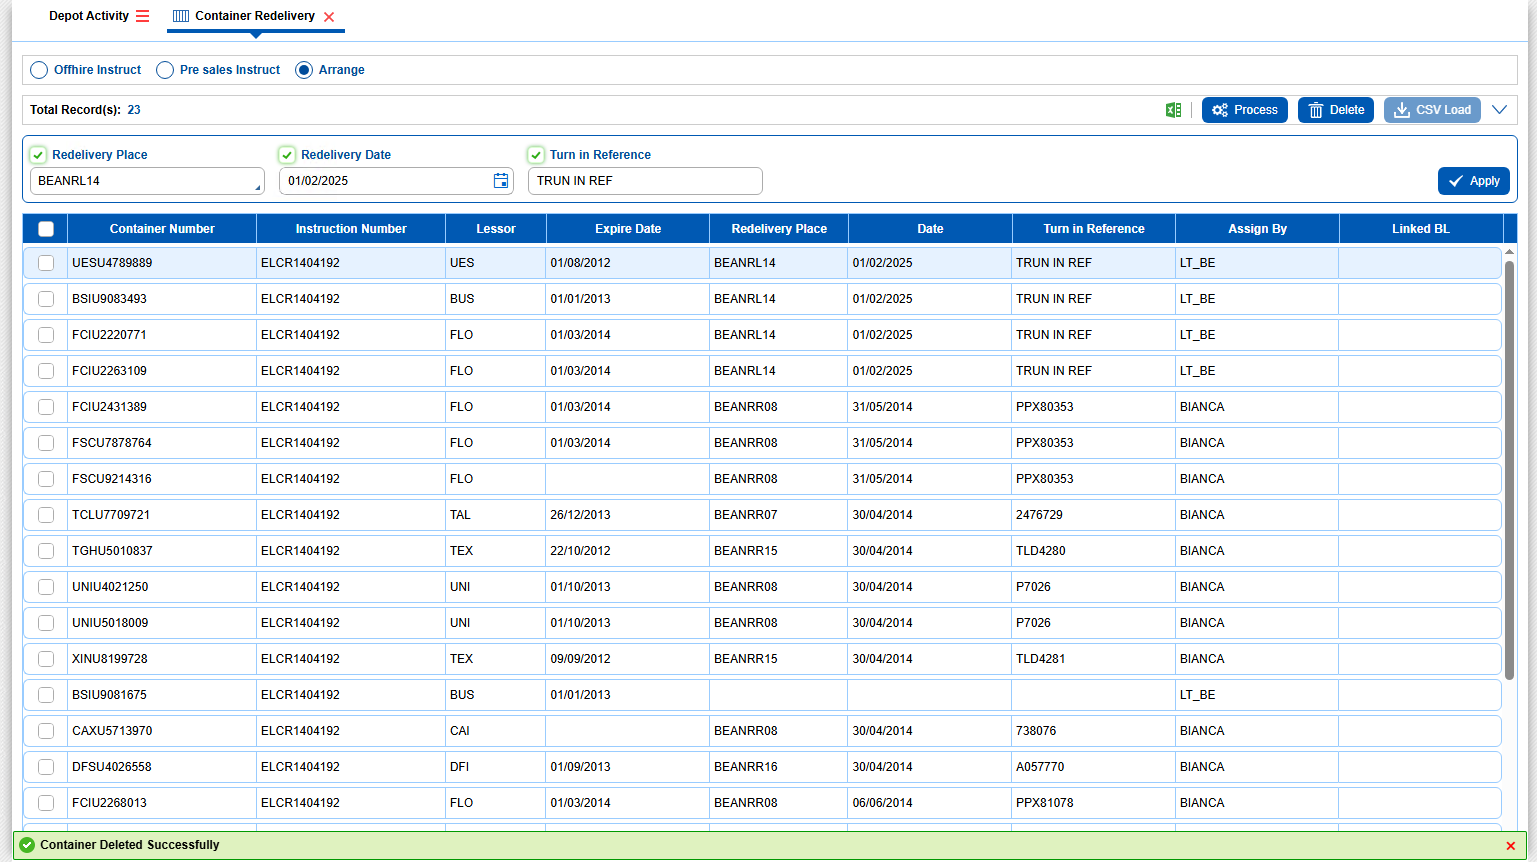 Depot Activity Container Redelivery
Offhire Instruct Pre sales Instruct Arrange
Total Record(s): 23 Process Delete CSV Load
Redelivery Place Redelivery Date Turn in Reference
BEANRL14 01/02/2025 TRUN IN REF Apply
Container Number Instruction Number Lessor Expire Date Redelivery Place Date Turn in Reference Assign By Linked BL
UESU4789889 ELCR1404192 UES 01/08/2012 BEANRL14 01/02/2025 TRUN IN REF LT_BE
BSIU9083493 ELCR1404192 BUS 01/01/2013 BEANRL14 01/02/2025 TRUN IN REF LT_BE
FCIU2220771 ELCR1404192 FLO 01/03/2014 BEANRL14 01/02/2025 TRUN IN REF LT_BE
FCIU2263109 ELCR1404192 FLO 01/03/2014 BEANRL14 01/02/2025 TRUN IN REF LT_BE
FCIU2431389 ELCR1404192 FLO 01/03/2014 BEANRR08 31/05/2014 PPX80353 BIANCA
FSCU7878764 ELCR1404192 FLO 01/03/2014 BEANRR08 31/05/2014 PPX80353 BIANCA
FSCU9214316 ELCR1404192 FLO BEANRR08 31/05/2014 PPX80353 BIANCA
TCLU7709721 ELCR1404192 TAL 26/12/2013 BEANRR07 30/04/2014 2476729 BIANCA
TGHU5010837 ELCR1404192 TEX 22/10/2012 BEANRR15 30/04/2014 TLD4280 BIANCA
UNIU4021250 ELCR1404192 UNI 01/10/2013 BEANRR08 30/04/2014 P7026 BIANCA
UNIU5018009 ELCR1404192 UNI 01/10/2013 BEANRR08 30/04/2014 P7026 BIANCA
XINU8199728 ELCR1404192 TEX 09/09/2012 BEANRR15 30/04/2014 TLD4281 BIANCA
BSIU9081675 ELCR1404192 BUS 01/01/2013 LT_BE
CAXU5713970 ELCR1404192 CAI BEANRR08 30/04/2014 738076 BIANCA
DFSU4026558 ELCR1404192 DFI 01/09/2013 BEANRR16 30/04/2014 A057770 BIANCA
FCIU2268013 ELCR1404192 FLO 01/03/2014 BEANRR08 06/06/2014 PPX81078 BIANCA
Container Deleted Successfully